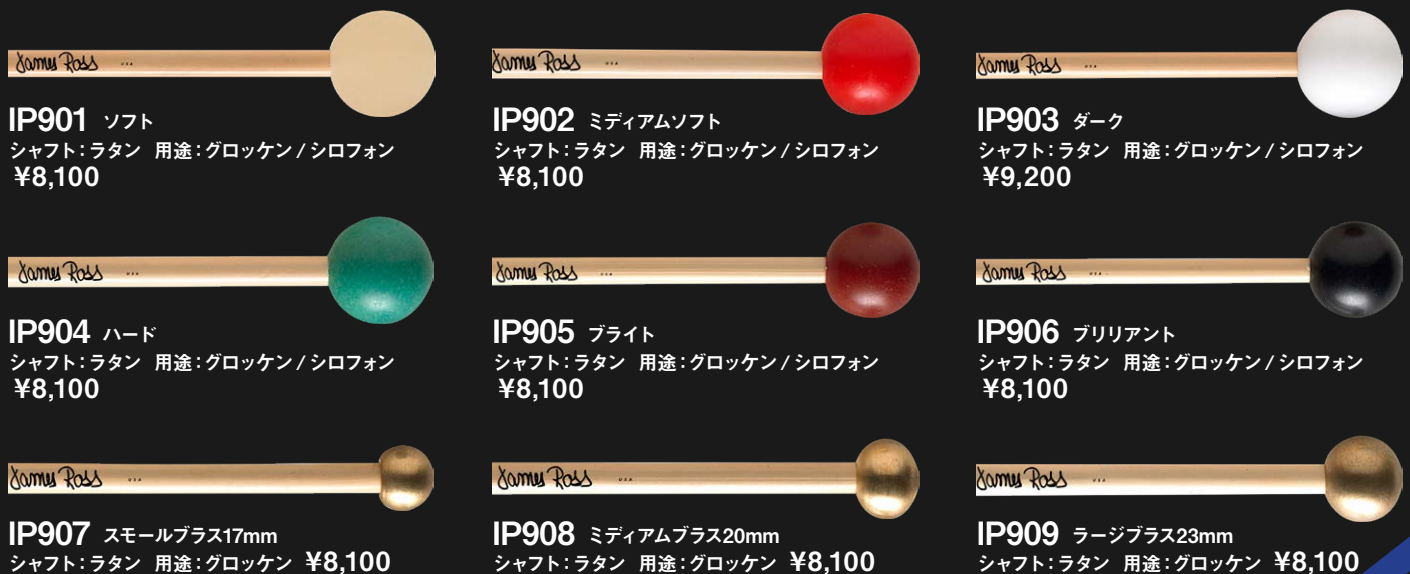 James Ross USA
James Ross USA
James Ross USA
IP901 ソフト
シャフト：ラタン 用途：グロッケン / シロフォン
¥8,100
IP902 ミディアムソフト
シャフト：ラタン 用途：グロッケン / シロフォン
¥8,100
IP903 ダーク
シャフト：ラタン 用途：グロッケン / シロフォン
¥9,200
James Ross USA
James Ross USA
James Ross USA
IP904 ハード
シャフト：ラタン 用途：グロッケン / シロフォン
¥8,100
IP905 ブライト
シャフト：ラタン 用途：グロッケン / シロフォン
¥8,100
IP906 ブリリアント
シャフト：ラタン 用途：グロッケン / シロフォン
¥8,100
James Ross USA
James Ross USA
James Ross USA
IP907 スモールブラス17mm
シャフト：ラタン 用途：グロッケン ¥8,100
IP908 ミディアムブラス20mm
シャフト：ラタン 用途：グロッケン ¥8,100
IP909 ラージブラス23mm
シャフト：ラタン 用途：グロッケン ¥8,100